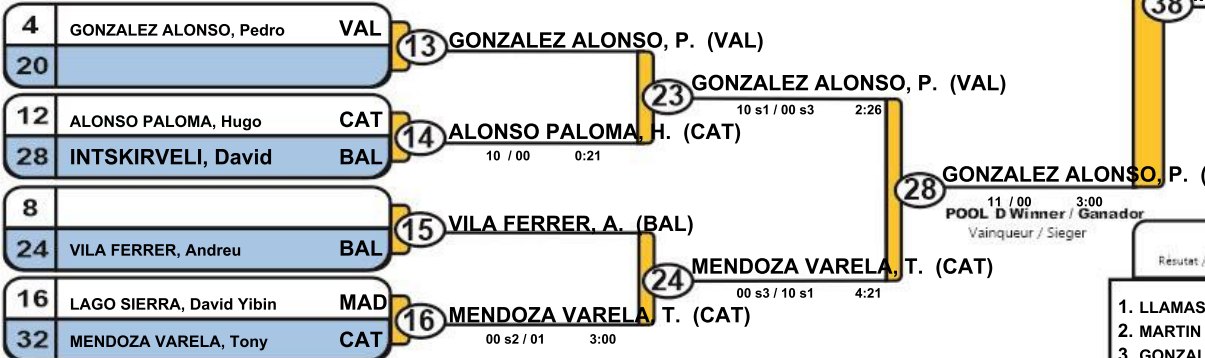 38
4 GONZALEZ ALONSO, Pedro VAL
20
13 GONZALEZ ALONSO, P. (VAL)
12 ALONSO PALOMA, Hugo CAT
28 INTSKIRVELI, David BAL
14 ALONSO PALOMA, H. (CAT)
10 / 00 0:21
23 GONZALEZ ALONSO, P. (VAL)
10 s1 / 00 s3 2:26
8
24 VILA FERRER, Andreu BAL
15 VILA FERRER, A. (BAL)
16 LAGO SIERRA, David Yibin MAD
32 MENDOZA VARELA, Tony CAT
16 MENDOZA VARELA, T. (CAT)
00 s2 / 01 3:00
24 MENDOZA VARELA, T. (CAT)
00 s3 / 10 s1 4:21
28 GONZALEZ ALONSO, P. (
11 / 00 3:00
POOL D Winner / Ganador
Vainqueur / Sieger
Résutat /
1. LLAMAS
2. MARTIN
3. GONZAL